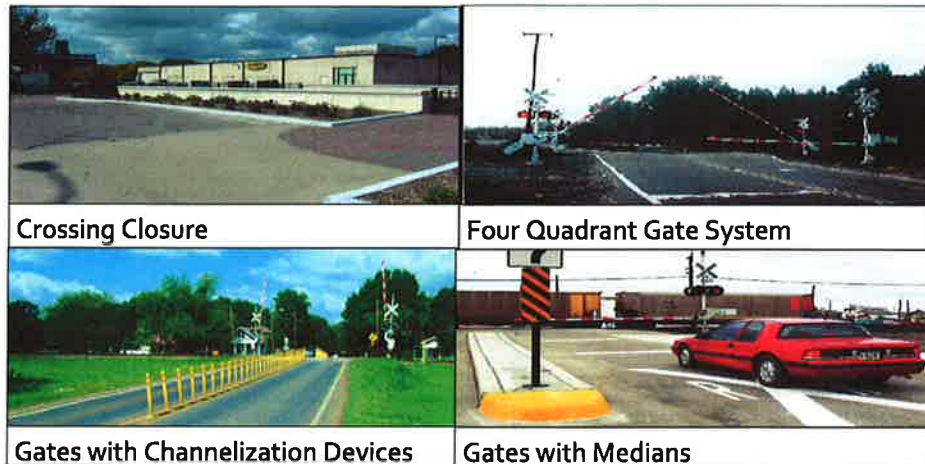 Crossing Closure
Four Quadrant Gate System
Gates with Channelization Devices
Gates with Medians